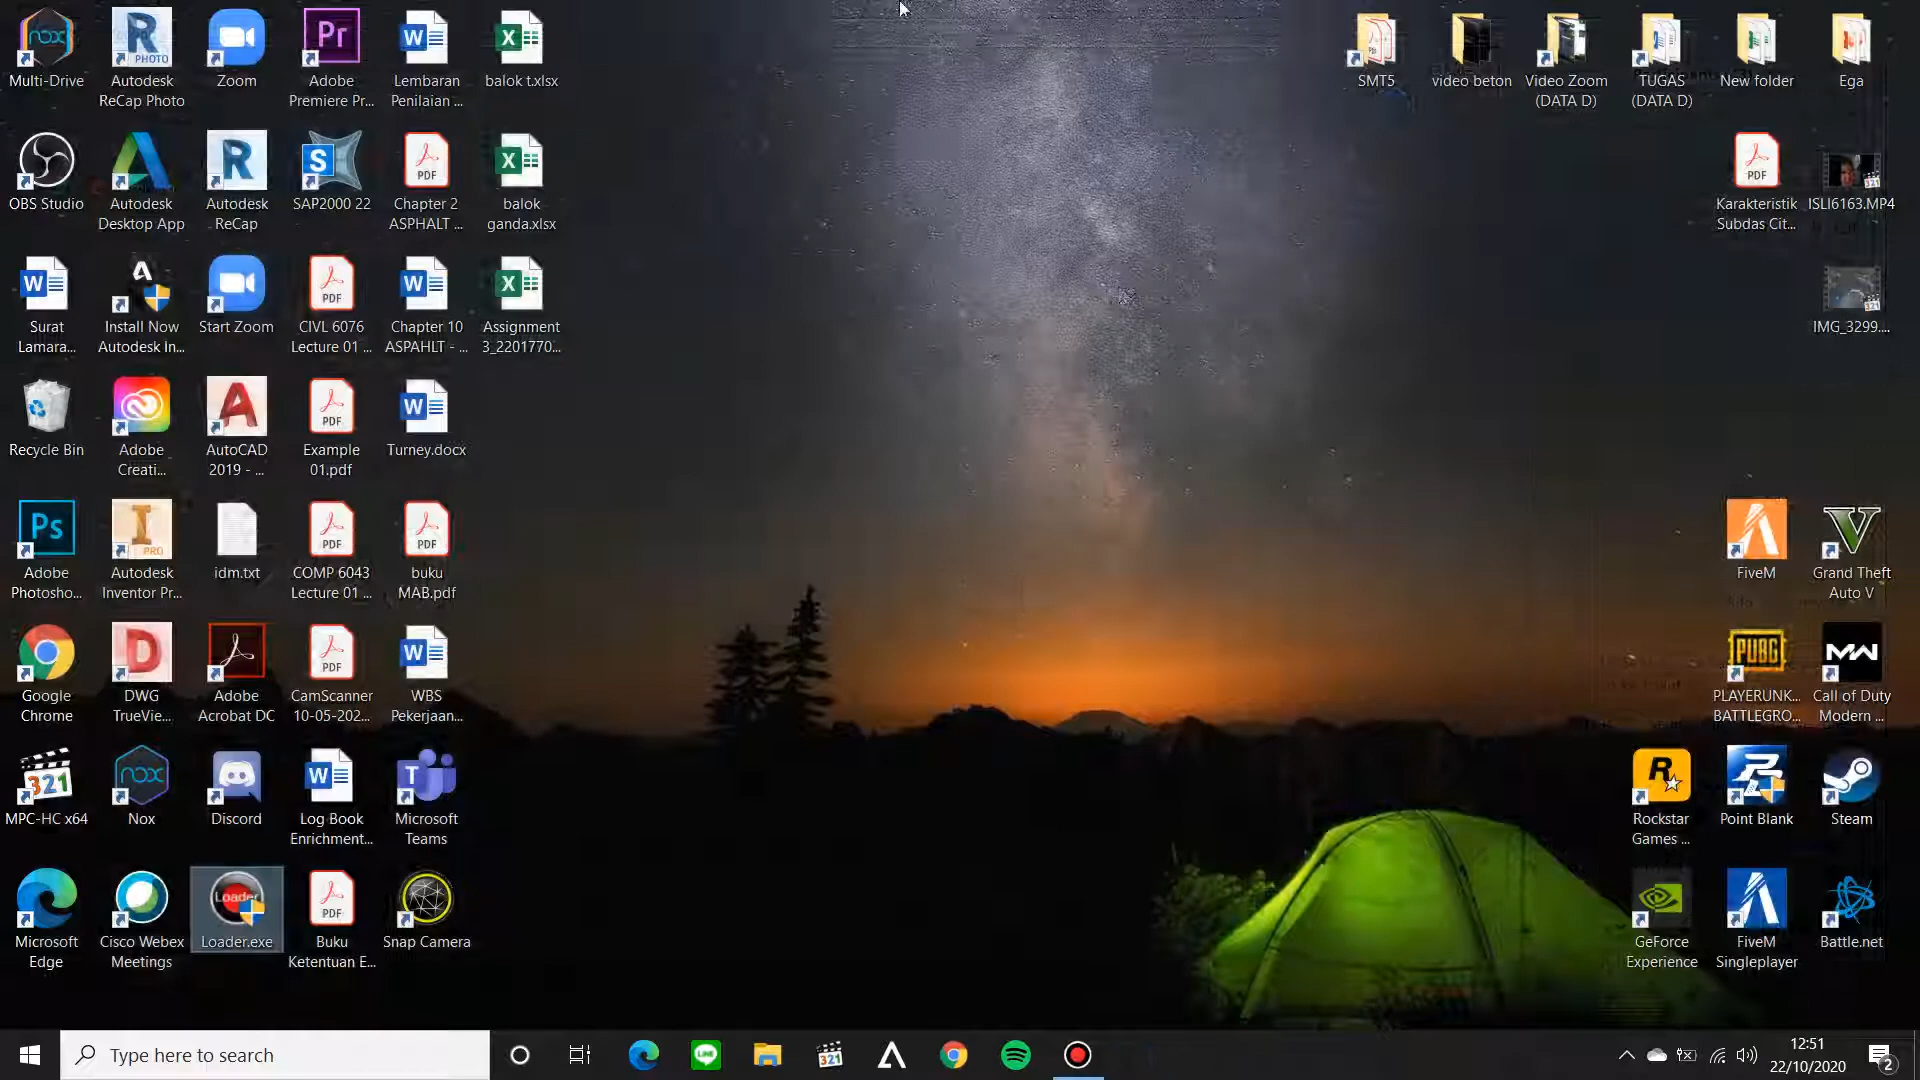 Multi-Drive
Autodesk
ReCap Photo
Zoom
Adobe
Premiere Pr...
Lembaran
Penilaian ...
balok t.xlsx
SMT5
video beton
Video Zoom
(DATA D)
TUGAS
(DATA D)
New folder
Ega
OBS Studio
Autodesk
Desktop App
Autodesk
ReCap
SAP2000 22
Chapter 2
ASPHALT ...
balok
ganda.xlsx
Karakteristik
Subdas Cit...
ISLI6163.MP4
Surat
Lamara...
Install Now
Autodesk In...
Start Zoom
CIVL 6076
Lecture 01 ...
Chapter 10
ASPAHLT - ...
Assignment
3_2201770...
IMG_3299....
Recycle Bin
Adobe
Creati...
AutoCAD
2019 - ...
Example
01.pdf
Turney.docx
Adobe
Photosho...
Autodesk
Inventor Pr...
idm.txt
COMP 6043
Lecture 01 ...
buku
MAB.pdf
FiveM
Grand Theft
Auto V
Google
Chrome
DWG
TrueVie...
Adobe
Acrobat DC
CamScanner
10-05-202...
WBS
Pekerjaan...
PLAYERUNK...
BATTLEGRO...
Call of Duty
Modern ...
MPC-HC x64
Nox
Discord
Log Book
Enrichment...
Microsoft
Teams
Rockstar
Games ...
Point Blank
Steam
Microsoft
Edge
Cisco Webex
Meetings
Loader.exe
Buku
Ketentuan E...
Snap Camera
GeForce
Experience
FiveM
Singleplayer
Battle.net
Type here to search
12:51
22/10/2020
2